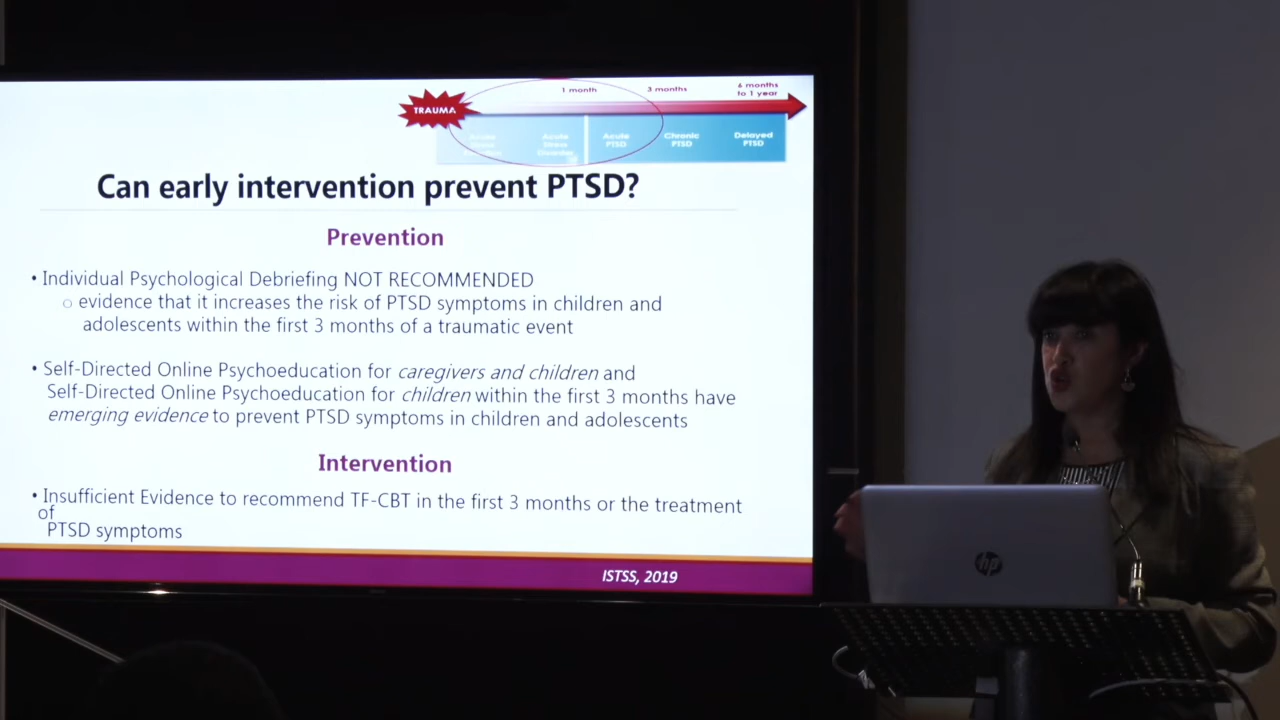 1 month 3 months 6 months
to 1 year
TRAUMA
Acute
Stress
Disorder
Acute
PTSD
Chronic
PTSD
Delayed
PTSD
Can early intervention prevent PTSD?
Prevention
• Individual Psychological Debriefing NOT RECOMMENDED
o evidence that it increases the risk of PTSD symptoms in children and
adolescents within the first 3 months of a traumatic event
• Self-Directed Online Psychoeducation for caregivers and children and
Self-Directed Online Psychoeducation for children within the first 3 months have
emerging evidence to prevent PTSD symptoms in children and adolescents
Intervention
• Insufficient Evidence to recommend TF-CBT in the first 3 months or the treatment
of
PTSD symptoms
ISTSS, 2019
hp